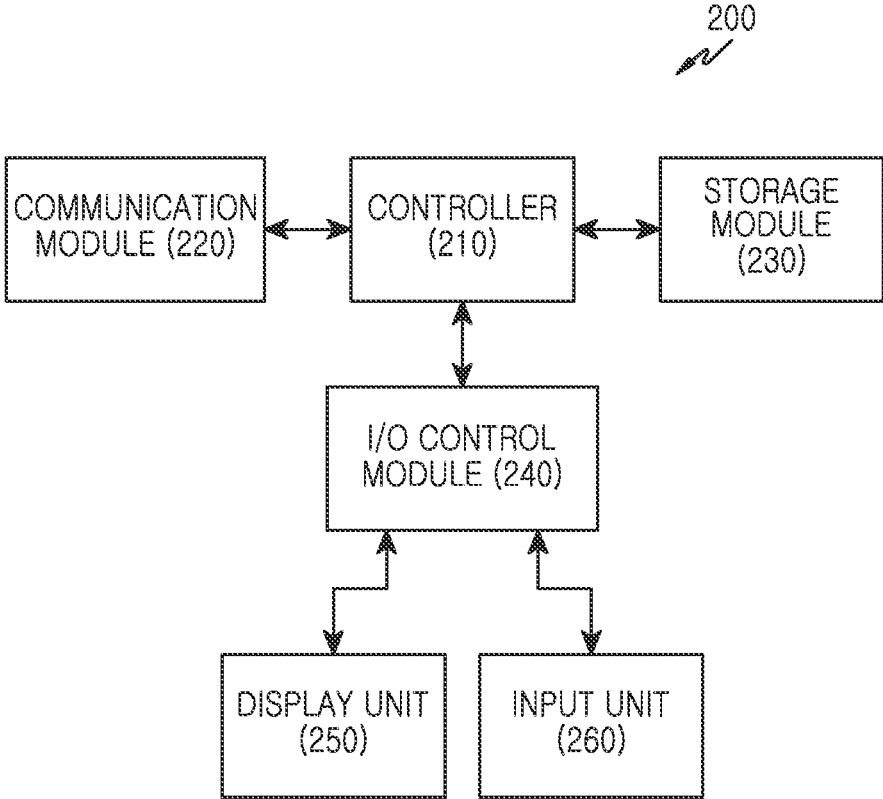 200
COMMUNICATION
MODULE (220)
CONTROLLER
(210)
STORAGE
MODULE
(230)
I/O CONTROL
MODULE (240)
DISPLAY UNIT
(250)
INPUT UNIT
(260)